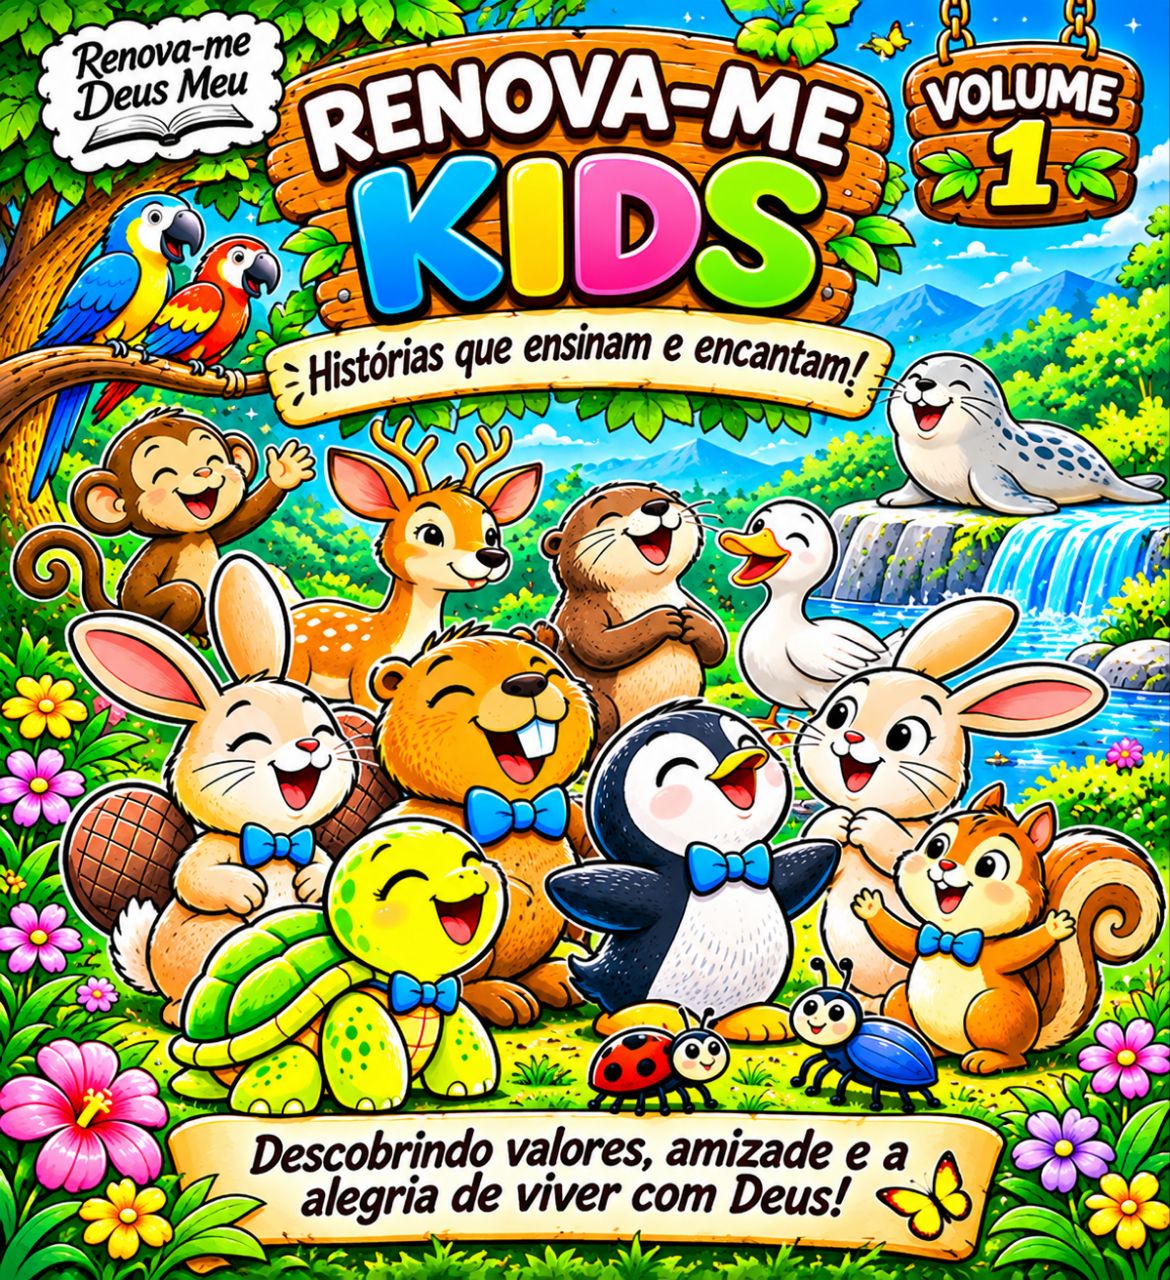 Renova-me
Deus Meu
RENOVA-ME
KIDS
VOLUME
1
Histórias que ensinam e encantam!
Descobrindo valores, amizade e a
alegria de viver com Deus!